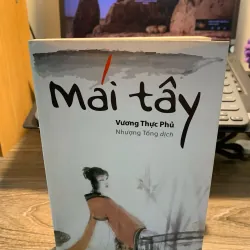 Mái tây
Vương Thực Phủ
Nhượng Tống dịch